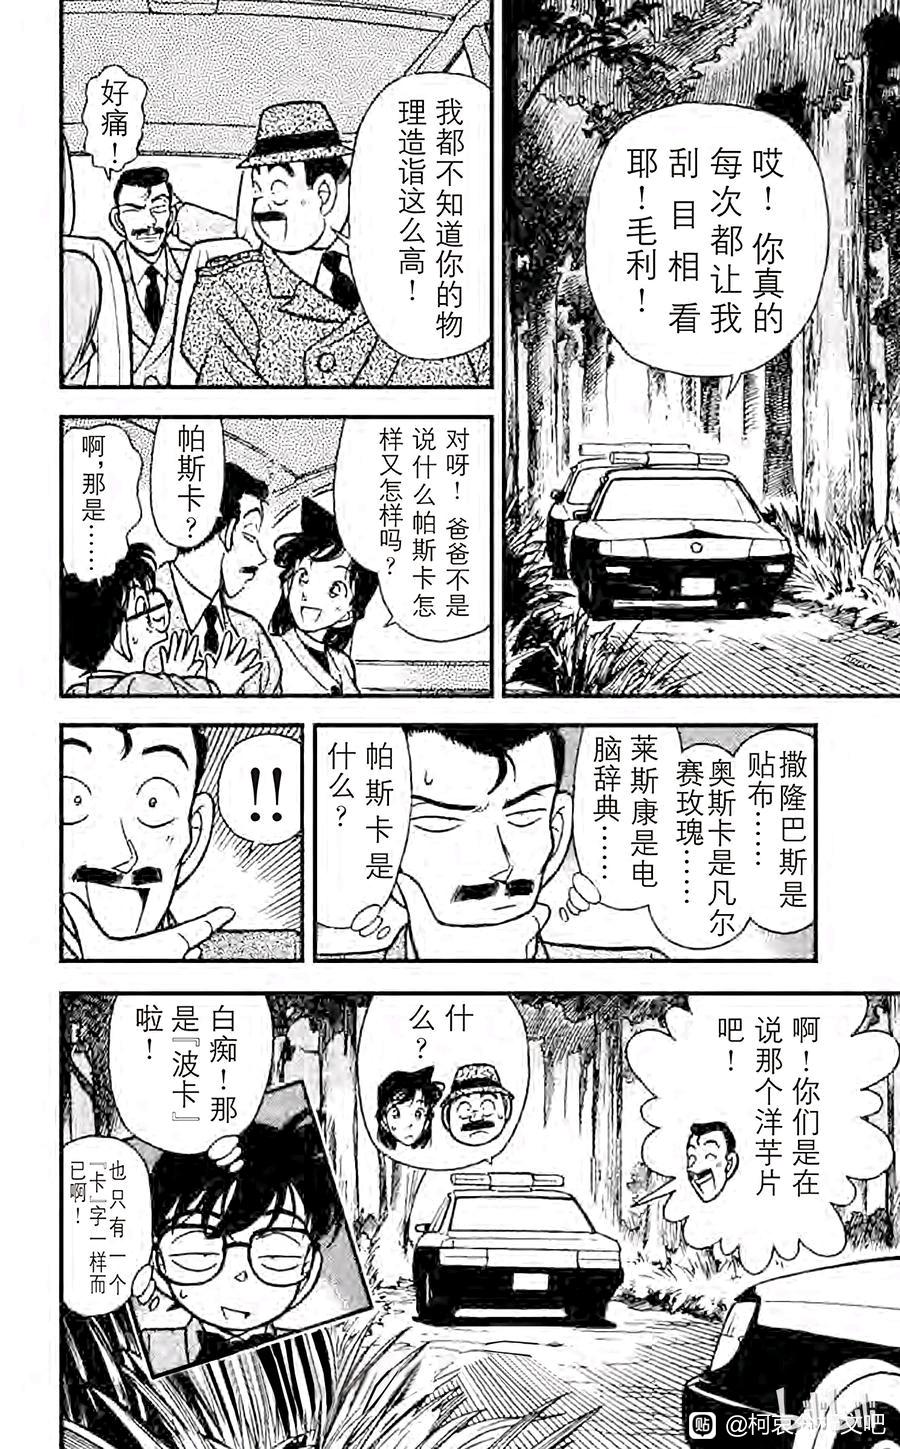 哎！你真的
每次都让我
刮目相看
耶！毛利！
我都不知道你的物
理造诣这么高！
好痛！
对呀！爸爸不是
说什么帕斯卡怎
样又怎样吗？
帕斯卡？
啊，那是……
撒隆巴斯是
贴布……
奥斯卡是凡尔
赛玫瑰……
莱斯康是电
脑辞典……
帕斯卡是
什么？
!!
啊！你们是在
说那个洋芋片
吧！
什
么？
白痴！那
是『波卡』
啦！
也只有一个
『卡』字一样而
已啊！
贴 @柯哀分析文吧